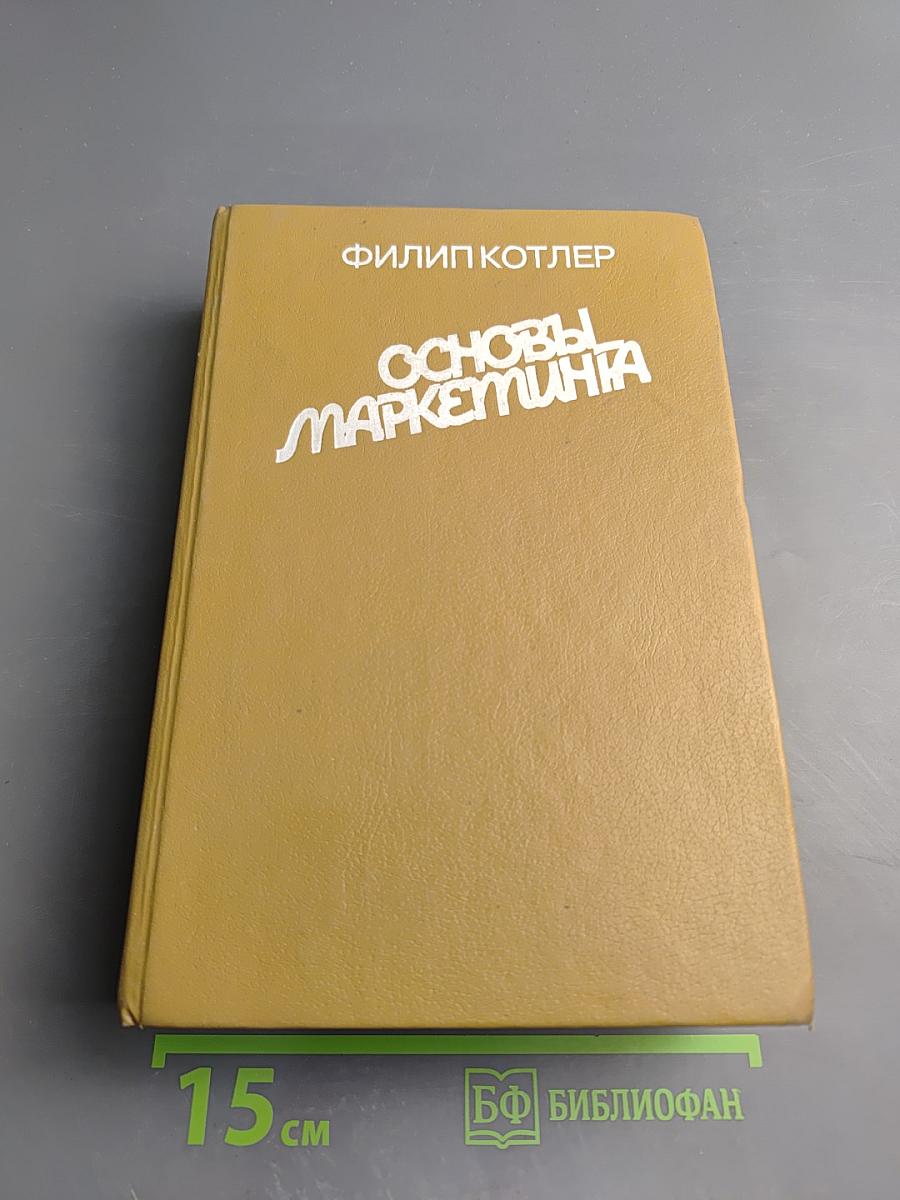 ФИЛИП КОТЛЕР
ОСНОВЫ
МАРКЕТИНГА
15 см
БФ БИБЛИОФАН